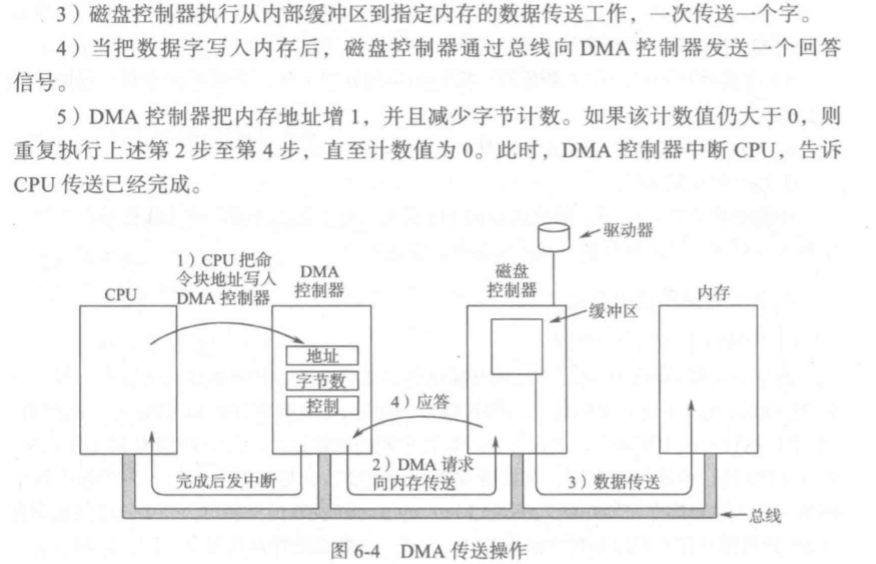 3）磁盘控制器执行从内部缓冲区到指定内存的数据传送工作，一次传送一个字。
4）当把数据字写入内存后，磁盘控制器通过总线向 DMA 控制器发送一个回答
信号。
5）DMA 控制器把内存地址增 1，并且减少字节计数。如果该计数值仍大于 0，则
重复执行上述第 2 步至第 4 步，直至计数值为 0。此时，DMA 控制器中断 CPU，告诉
CPU 传送已经完成。
驱动器
1）CPU 把命
令块地址写入
DMA 控制器
CPU
DMA
控制器
磁盘
控制器
内存
缓冲区
地址
字节数
控制
4）应答
完成后发中断
2）DMA 请求
向内存传送
3）数据传送
总线
图 6-4 DMA 传送操作